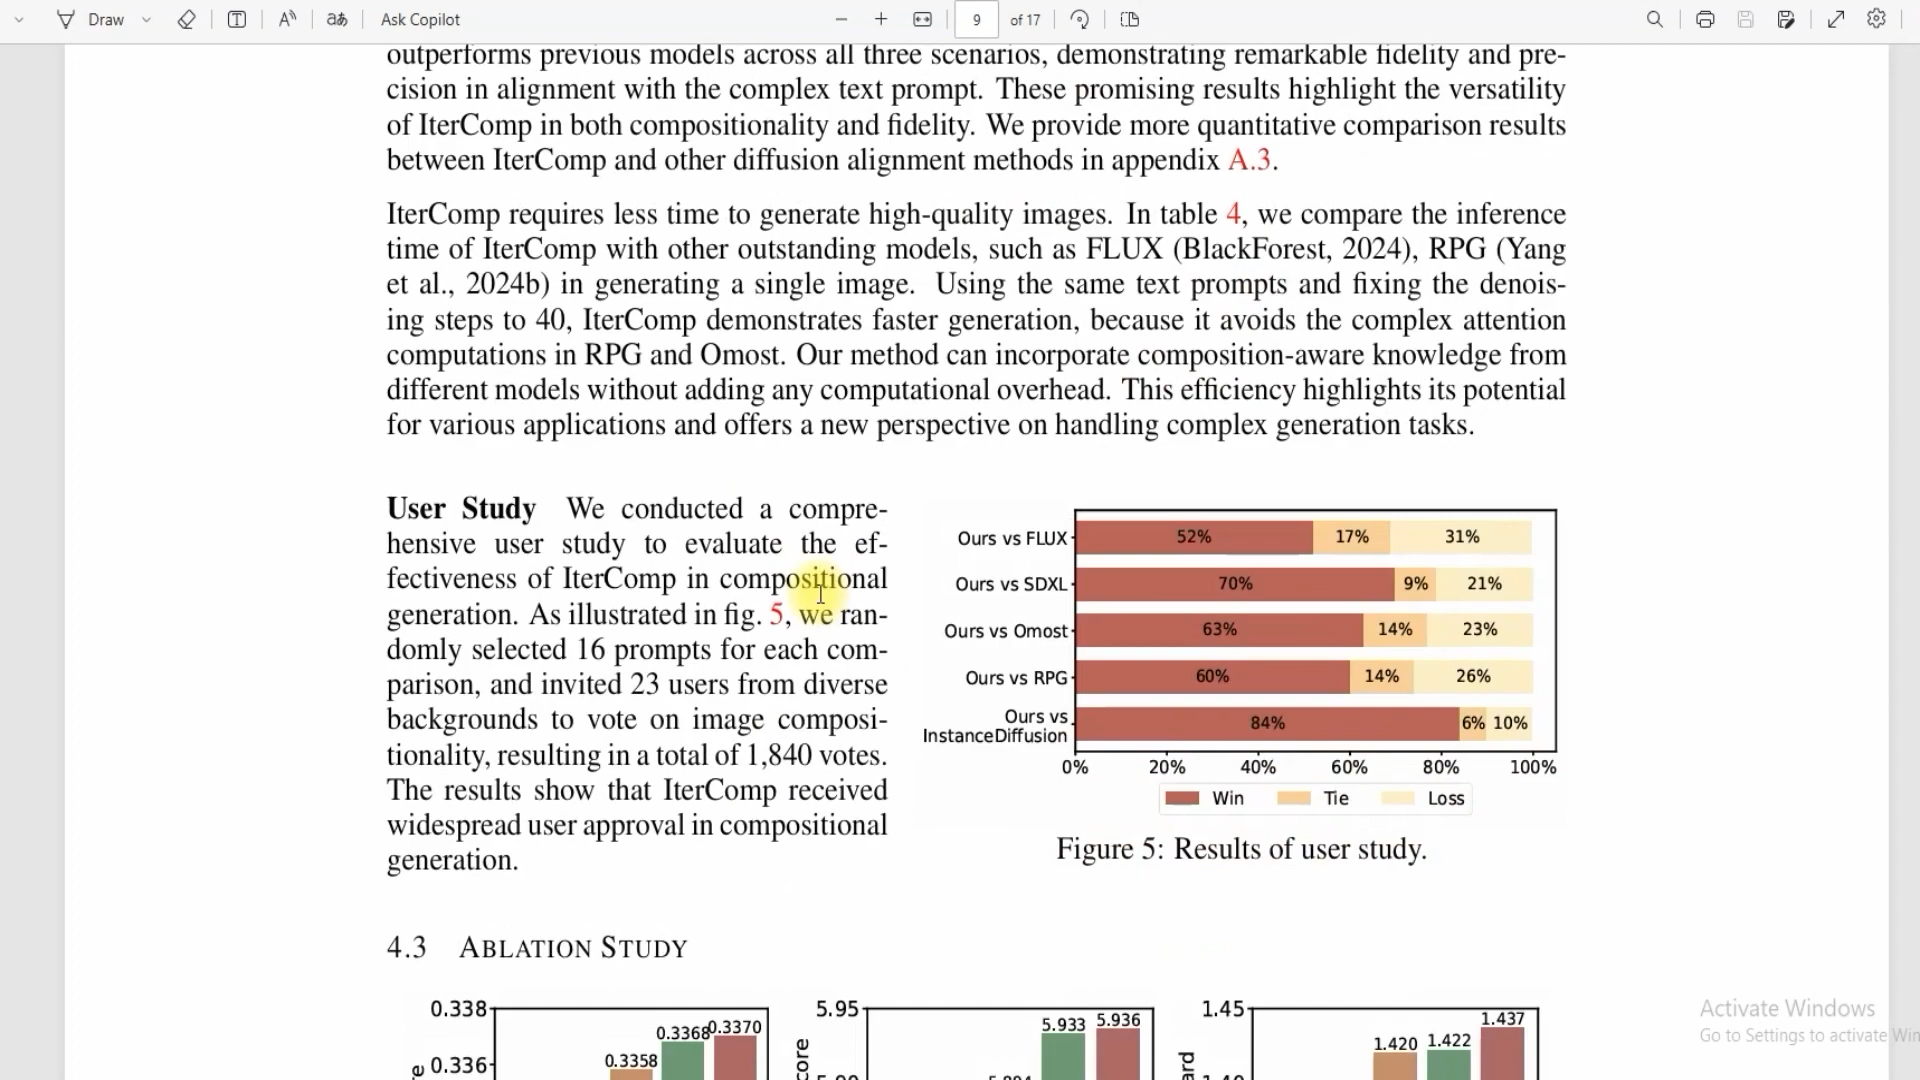 Draw
Ask Copilot
9
of 17
outperforms previous models across all three scenarios, demonstrating remarkable fidelity and pre-
cision in alignment with the complex text prompt. These promising results highlight the versatility
of IterComp in both compositionality and fidelity. We provide more quantitative comparison results
between IterComp and other diffusion alignment methods in appendix A.3.
IterComp requires less time to generate high-quality images. In table 4, we compare the inference
time of IterComp with other outstanding models, such as FLUX (BlackForest, 2024), RPG (Yang
et al., 2024b) in generating a single image. Using the same text prompts and fixing the denois-
ing steps to 40, IterComp demonstrates faster generation, because it avoids the complex attention
computations in RPG and Omost. Our method can incorporate composition-aware knowledge from
different models without adding any computational overhead. This efficiency highlights its potential
for various applications and offers a new perspective on handling complex generation tasks.
User Study We conducted a compre-
hensive user study to evaluate the ef-
fectiveness of IterComp in compositional
generation. As illustrated in fig. 5, we ran-
domly selected 16 prompts for each com-
parison, and invited 23 users from diverse
backgrounds to vote on image composi-
tionality, resulting in a total of 1,840 votes.
The results show that IterComp received
widespread user approval in compositional
generation.
Ours vs FLUX 52% 17% 31%
Ours vs SDXL 70% 9% 21%
Ours vs Omost 63% 14% 23%
Ours vs RPG 60% 14% 26%
Ours vs
InstanceDiffusion 84% 6% 10%
0% 20% 40% 60% 80% 100%
Win Tie Loss
Figure 5: Results of user study.
4.3 ABLATION STUDY
0.338
0.336
0.3358
0.3368
0.3370
5.95
5.933
5.936
1.45
1.420
1.422
1.437
Activate Windows
Go to Settings to activate Win